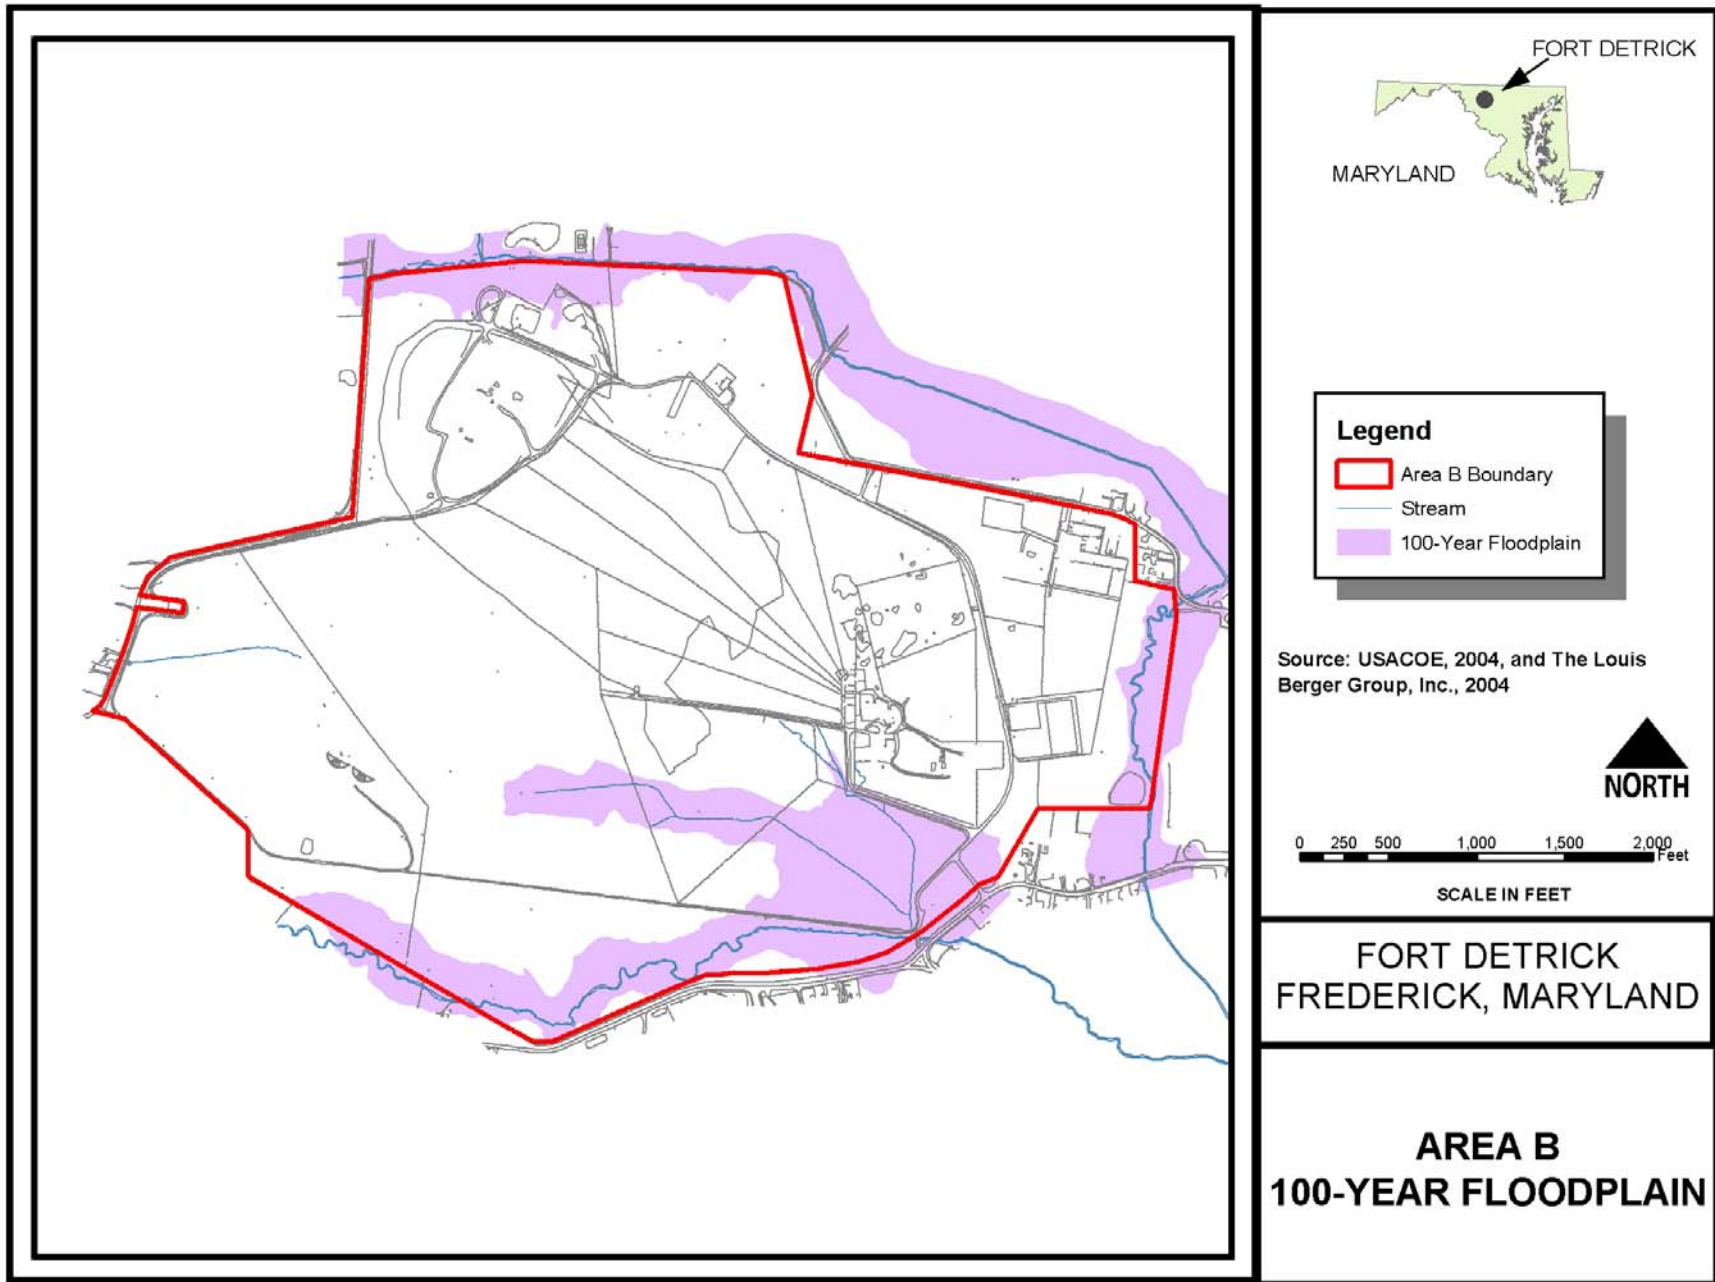 FORT DETRICK
MARYLAND
Legend
Area B Boundary
Stream
100-Year Floodplain
Source: USACOE, 2004, and The Louis
Berger Group, Inc., 2004
NORTH
0 250 500 1,000 1,500 2,000
Feet
SCALE IN FEET
FORT DETRICK
FREDERICK, MARYLAND
AREA B
100-YEAR FLOODPLAIN